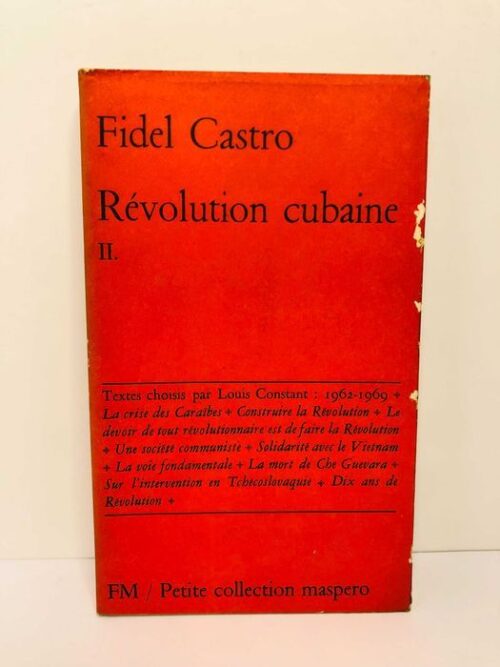 Fidel Castro
Révolution cubaine
II.
Textes choisis par Louis Constant : 1962-1969 +
La crise des Caraïbes + Construire la Révolution + Le
devoir de tout révolutionnaire est de faire la Révolution
+ Une société communiste + Solidarité avec le Vietnam
+ La voie fondamentale + La mort de Che Guevara +
Sur l'intervention en Tchécoslovaquie + Dix ans de
Révolution +
FM / Petite collection maspero